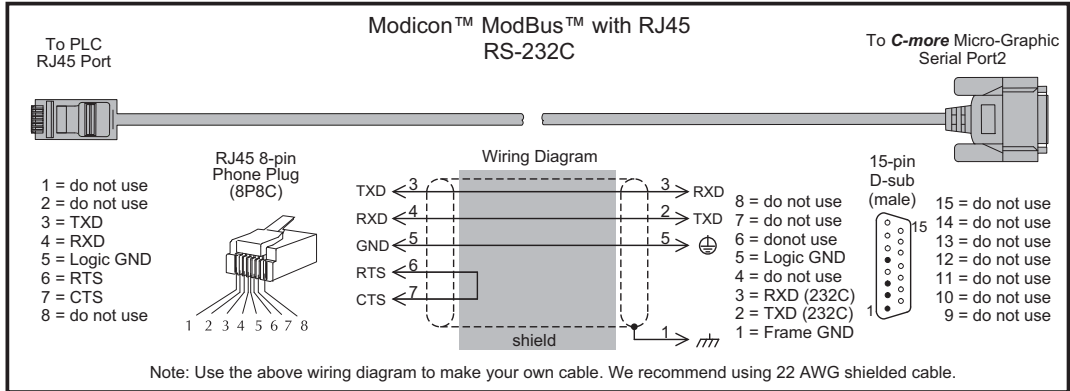 Modicon™ ModBus™ with RJ45
RS-232C
To PLC
RJ45 Port
To C-more Micro-Graphic
Serial Port2
1 = do not use
2 = do not use
3 = TXD
4 = RXD
5 = Logic GND
6 = RTS
7 = CTS
8 = do not use
RJ45 8-pin
Phone Plug
(8P8C)
1 2 3 4 5 6 7 8
Wiring Diagram
TXD 3 3 RXD
RXD 4 2 TXD
GND 5 5
RTS 6
CTS 7
shield
1
8 = do not use
7 = do not use
6 = donot use
5 = Logic GND
4 = do not use
3 = RXD (232C)
2 = TXD (232C)
1 = Frame GND
15-pin
D-sub
(male)
15
1
15 = do not use
14 = do not use
13 = do not use
12 = do not use
11 = do not use
10 = do not use
9 = do not use
Note: Use the above wiring diagram to make your own cable. We recommend using 22 AWG shielded cable.